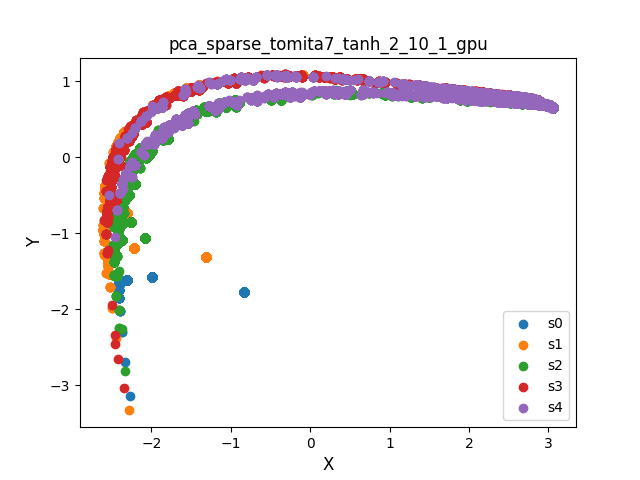 pca_sparse_tomita7_tanh_2_10_1_gpu
1
0
−1
−2
−3
Y
−2
−1
0
1
2
3
X
s0
s1
s2
s3
s4